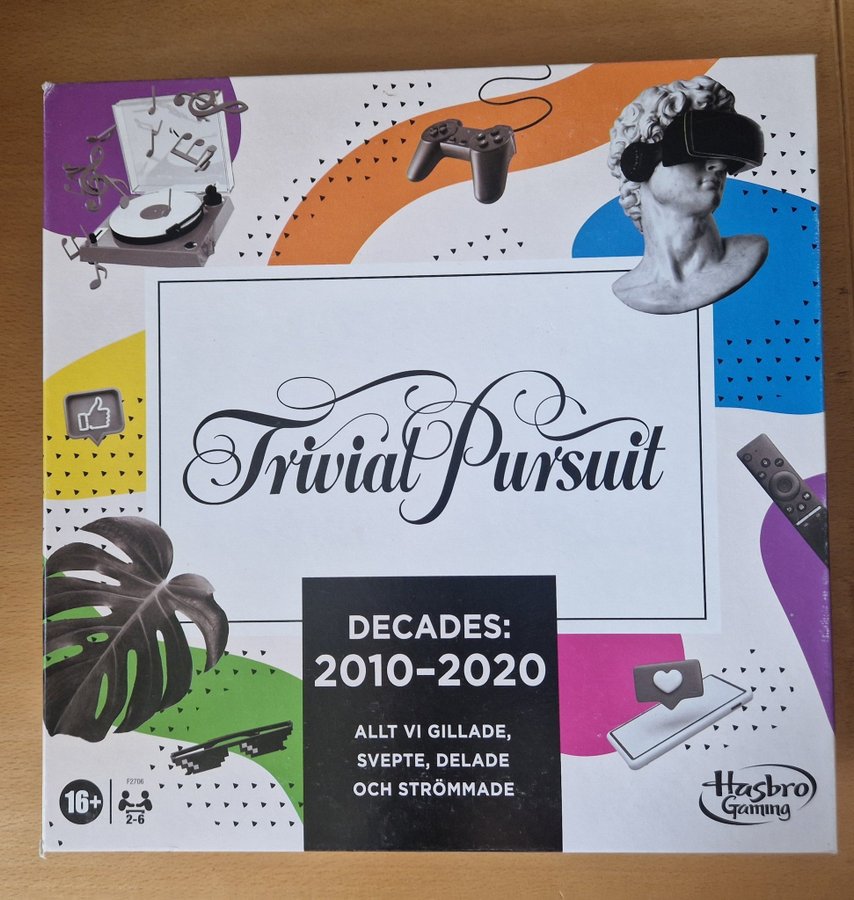 Trivial Pursuit
DECADES:
2010–2020
ALLT VI GILLADE,
SVEPTE, DELADE
OCH STRÖMMADE
16+
F2706
2-6
Hasbro
Gaming